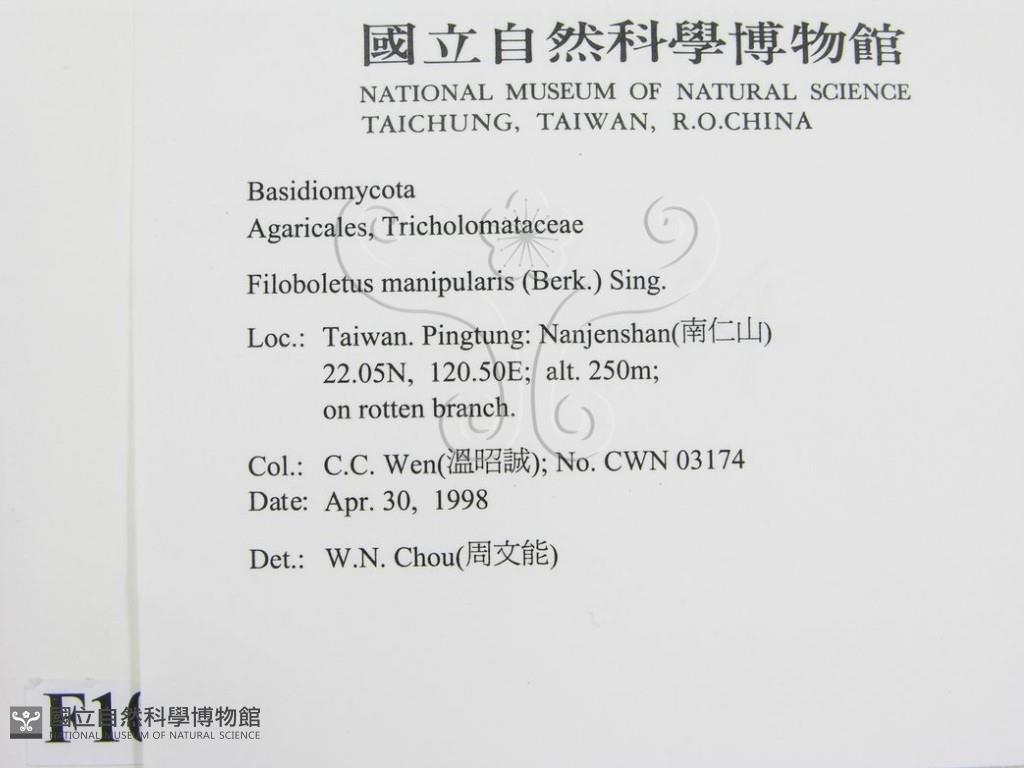 國立自然科學博物館
NATIONAL MUSEUM OF NATURAL SCIENCE
TAICHUNG, TAIWAN, R.O.CHINA
Basidiomycota
Agaricales, Tricholomataceae
Filoboletus manipularis (Berk.) Sing.
Loc.: Taiwan. Pingtung: Nanjenshan(南仁山)
22.05N, 120.50E; alt. 250m;
on rotten branch.
Col.: C.C. Wen(溫昭誠); No. CWN 03174
Date: Apr. 30, 1998
Det.: W.N. Chou(周文能)
國立自然科學博物館
NATIONAL MUSEUM OF NATURAL SCIENCE